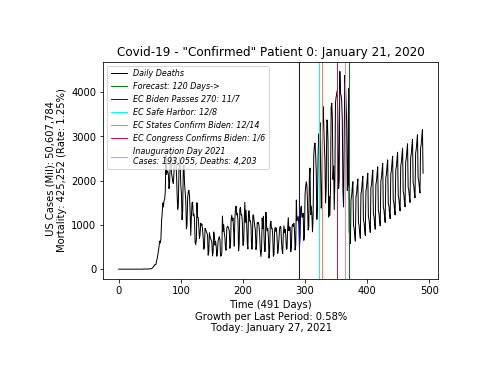 Covid-19 - "Confirmed" Patient 0: January 21, 2020
Daily Deaths
Forecast: 120 Days->
EC Biden Passes 270: 11/7
EC Safe Harbor: 12/8
EC States Confirm Biden: 12/14
EC Congress Confirms Biden: 1/6
Inauguration Day 2021
Cases: 193,055, Deaths: 4,203
US Cases (Mil): 50,607,784
Mortality: 425,252 (Rate: 1.25%)
4000
3000
2000
1000
0
0 100 200 300 400 500
Time (491 Days)
Growth per Last Period: 0.58%
Today: January 27, 2021